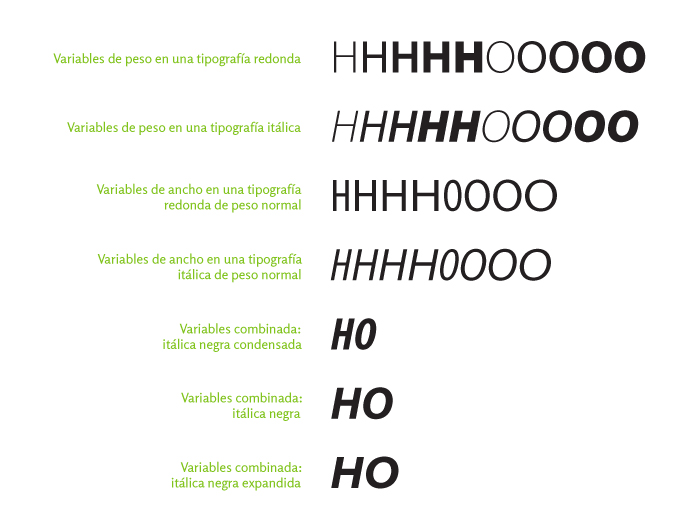 Variables de peso en una tipografía redonda HHHHHOOOOO
Variables de peso en una tipografía itálica HHHHHOOOOO
Variables de ancho en una tipografía
redonda de peso normal HHHHOOOO
Variables de ancho en una tipografía
itálica de peso normal HHHHOOOO
Variables combinada:
itálica negra condensada HO
Variables combinada:
itálica negra HO
Variables combinada:
itálica negra expandida HO